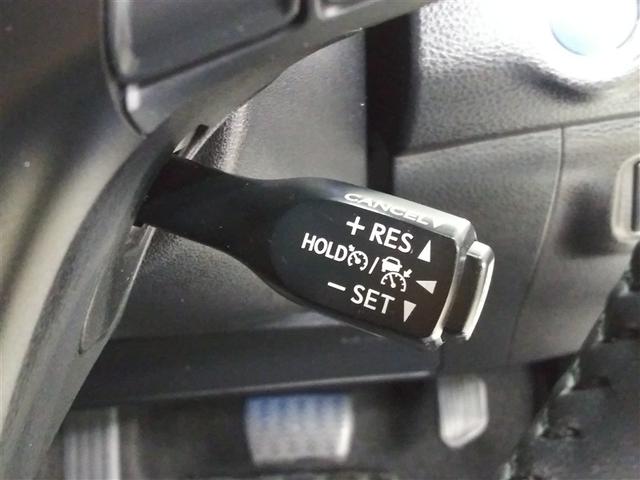 CANCEL
+ RES ▲
HOLD / ◀
− SET ▼